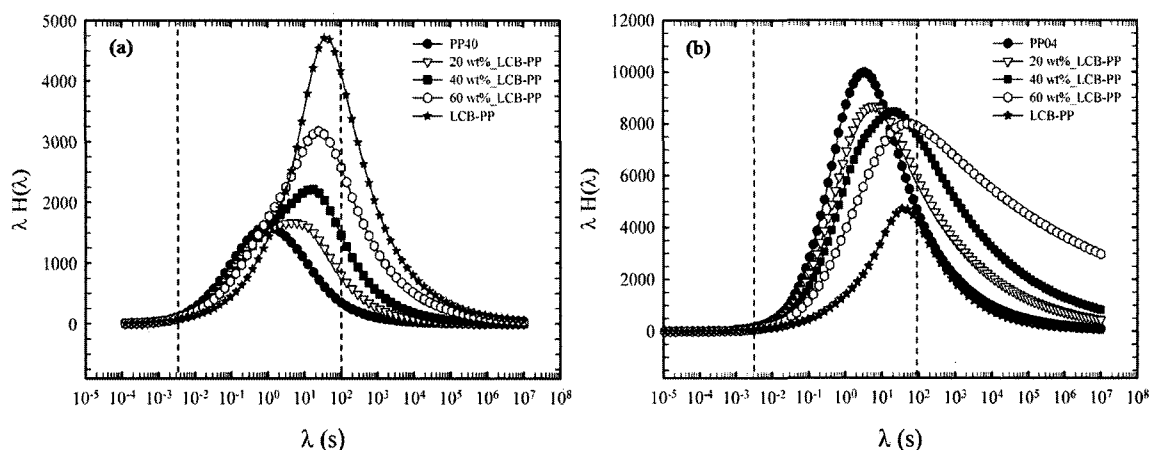 (a)
PP40
20 wt%_LCB-PP
40 wt%_LCB-PP
60 wt%_LCB-PP
LCB-PP
λ H(λ)
5000
4000
3000
2000
1000
0
10-5 10-4 10-3 10-2 10-1 100 101 102 103 104 105 106 107 108
λ (s)
(b)
PP04
20 wt%_LCB-PP
40 wt%_LCB-PP
60 wt%_LCB-PP
LCB-PP
λ H(λ)
12000
10000
8000
6000
4000
2000
0
10-5 10-4 10-3 10-2 10-1 100 101 102 103 104 105 106 107 108
λ (s)